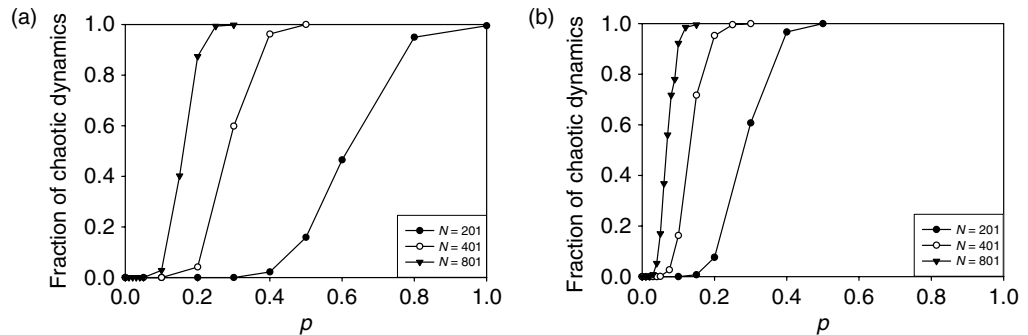 (a)
Fraction of chaotic dynamics
1.0
0.8
0.6
0.4
0.2
0.0
0.0 0.2 0.4 0.6 0.8 1.0
p
N = 201
N = 401
N = 801
(b)
Fraction of chaotic dynamics
1.0
0.8
0.6
0.4
0.2
0.0
0.0 0.2 0.4 0.6 0.8 1.0
p
N = 201
N = 401
N = 801